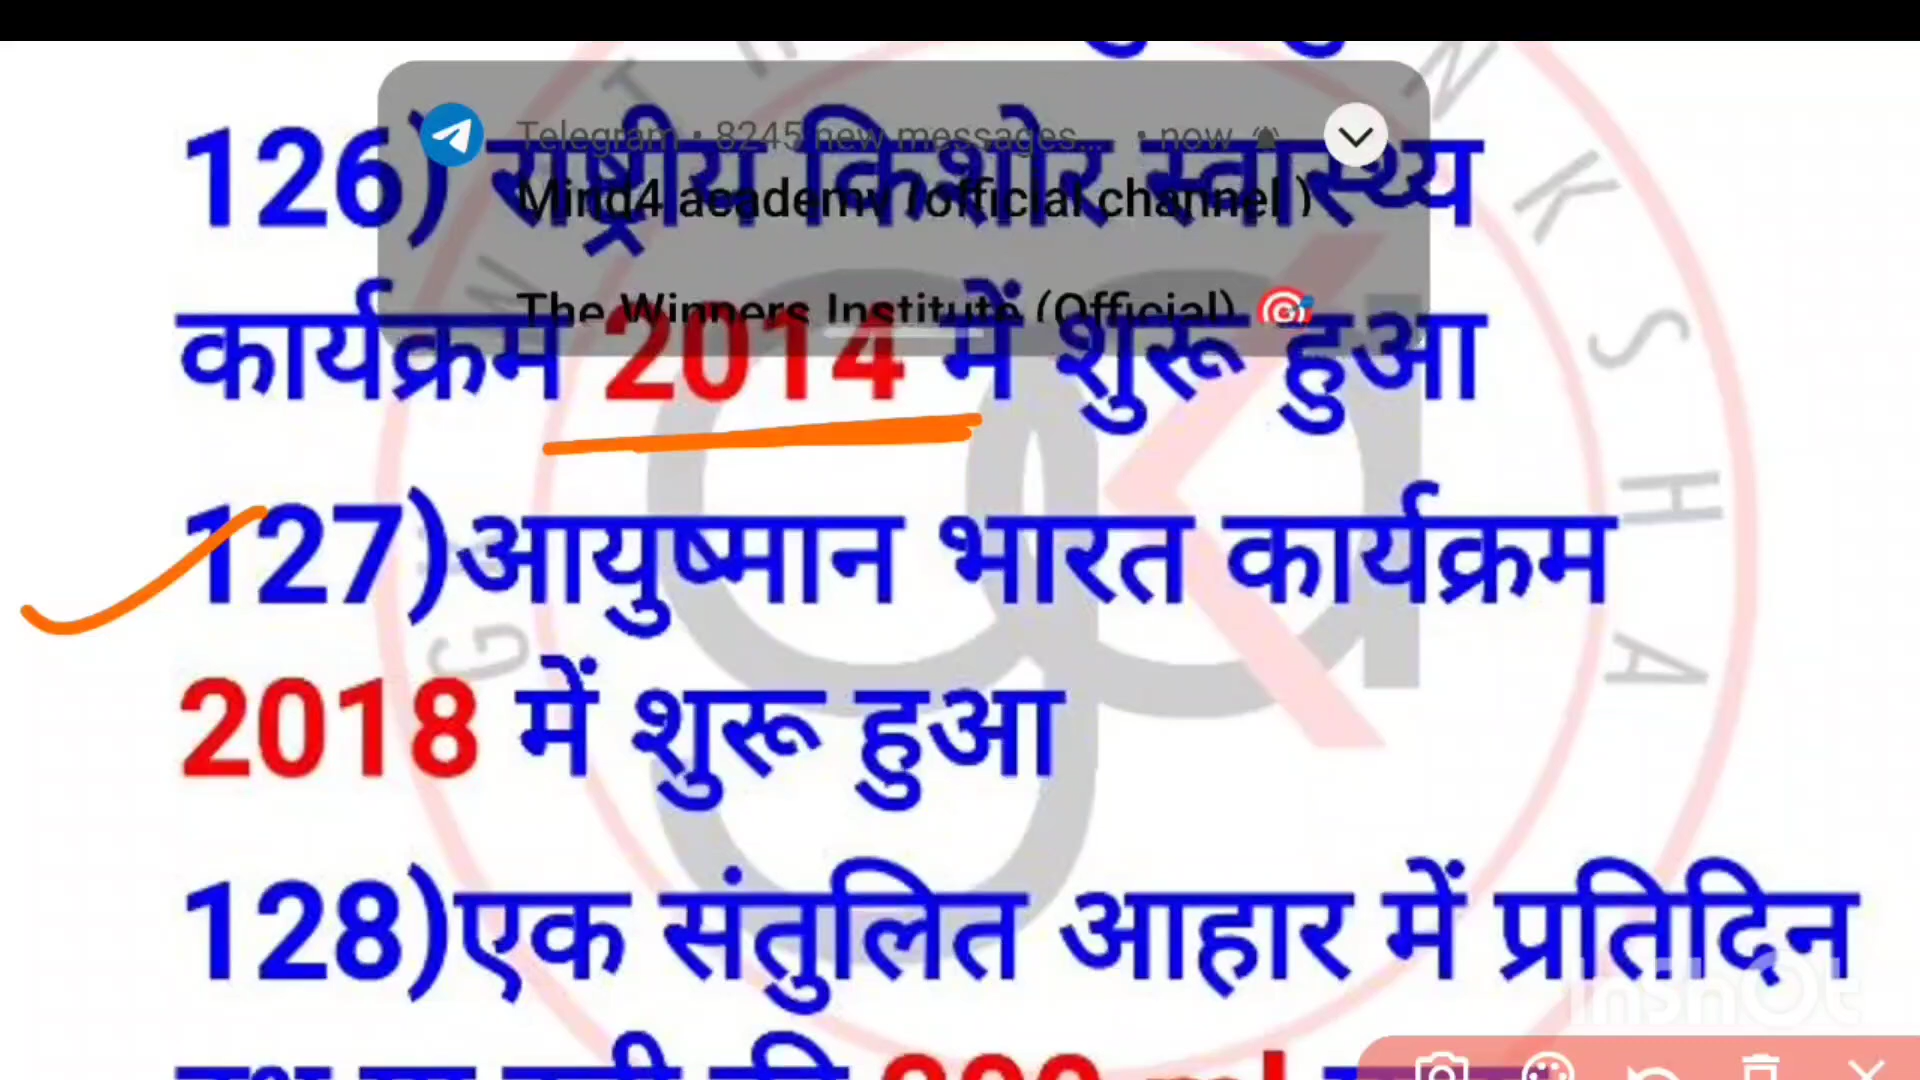 Telegram • 8245 new messages... • now
Mind4 academy (official channel )
The Winners Institute (Official) 🎯
126) राष्ट्रीय किशोर स्वास्थ्य
कार्यक्रम 2014 में शुरू हुआ
127)आयुष्मान भारत कार्यक्रम
2018 में शुरू हुआ
128)एक संतुलित आहार में प्रतिदिन
InShOt